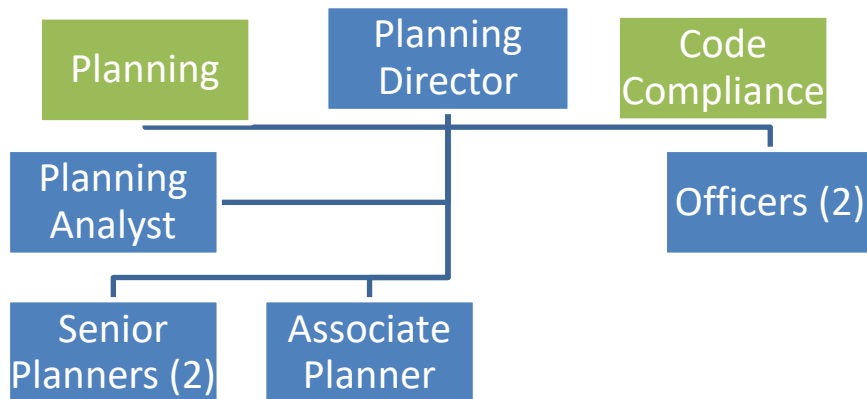 Planning
Planning
Director
Code
Compliance
Planning
Analyst
Officers (2)
Senior
Planners (2)
Associate
Planner